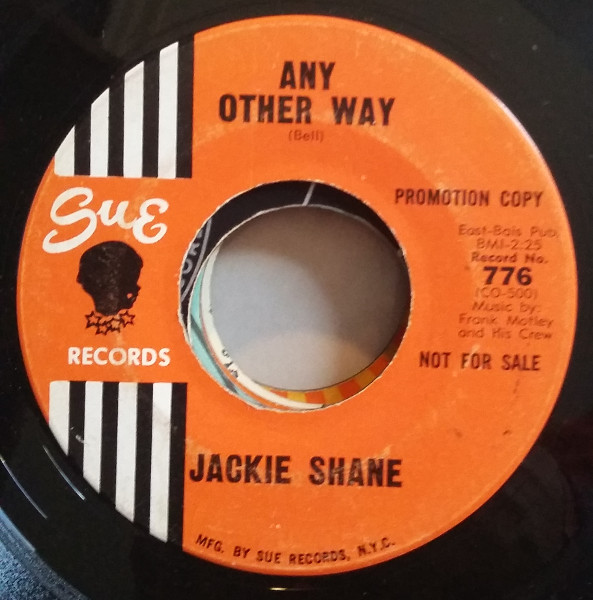 ANY
OTHER WAY
(Bell)
PROMOTION COPY
Sue
RECORDS
East-Bais Pub.
BMI-2:25
Record No.
776
(CO-500)
Music by:
Frank Motley
and His Crew
NOT FOR SALE
JACKIE SHANE
MFG. BY SUE RECORDS, N.Y.C.